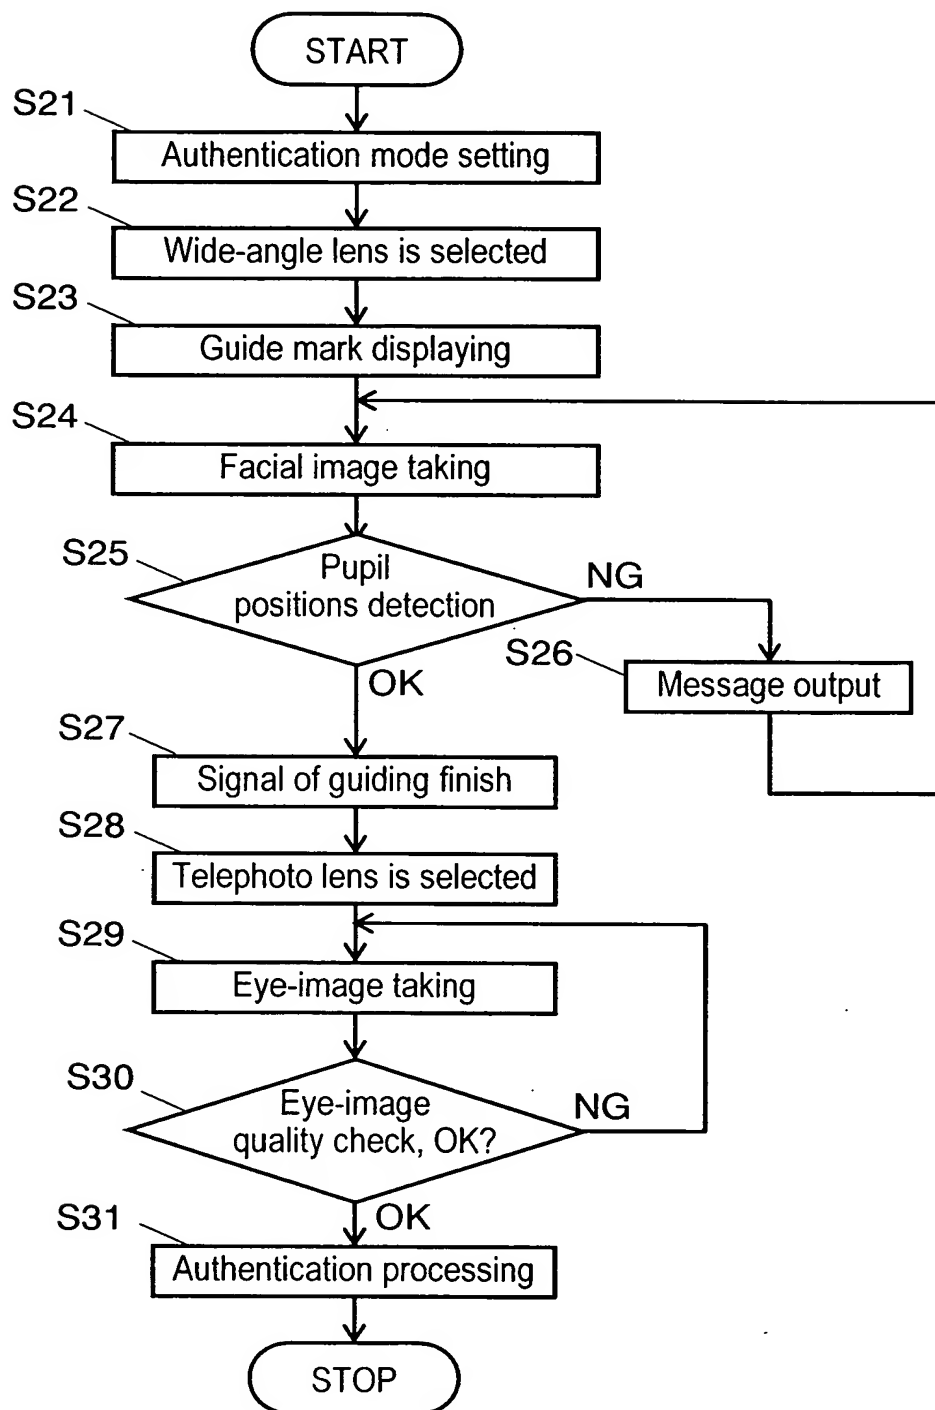 START
S21
Authentication mode setting
S22
Wide-angle lens is selected
S23
Guide mark displaying
S24
Facial image taking
S25
Pupil
positions detection
NG
S26
Message output
OK
S27
Signal of guiding finish
S28
Telephoto lens is selected
S29
Eye-image taking
S30
Eye-image
quality check, OK?
NG
OK
S31
Authentication processing
STOP